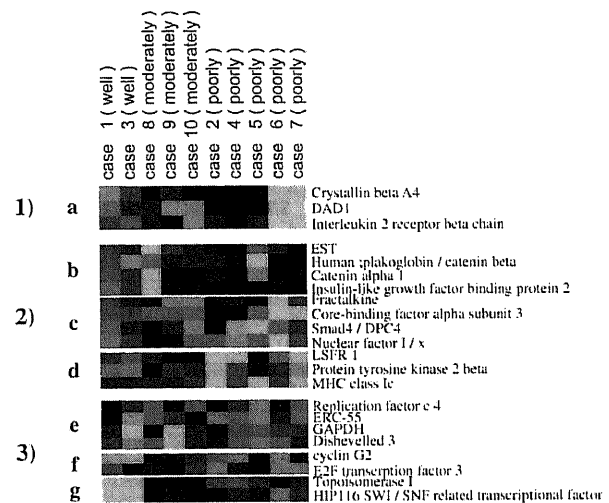 case 1 ( well )
case 3 ( well )
case 8 ( moderately )
case 9 ( moderately )
case 10 ( moderately )
case 2 ( poorly )
case 4 ( poorly )
case 5 ( poorly )
case 6 ( poorly )
case 7 ( poorly )
1)
a
Crystallin beta A4
DAD1
Interleukin 2 receptor beta chain
2)
b
EST
Human ;plakoglobin / catenin beta
Catenin alpha 1
Insulin-like growth factor binding protein 2
c
Fractalkine
Core-binding factor alpha subunit 3
Smad4 / DPC4
Nuclear factor I / x
d
LSFR 1
Protein tyrosine kinase 2 beta
MHC class Ic
3)
e
Replication factor c 4
ERC-55
GAPDH
Dishevelled 3
f
cyclin G2
E2F transcrption factor 3
g
Topoisomerase I
HIP116 SWI / SNF related transcriptional factor